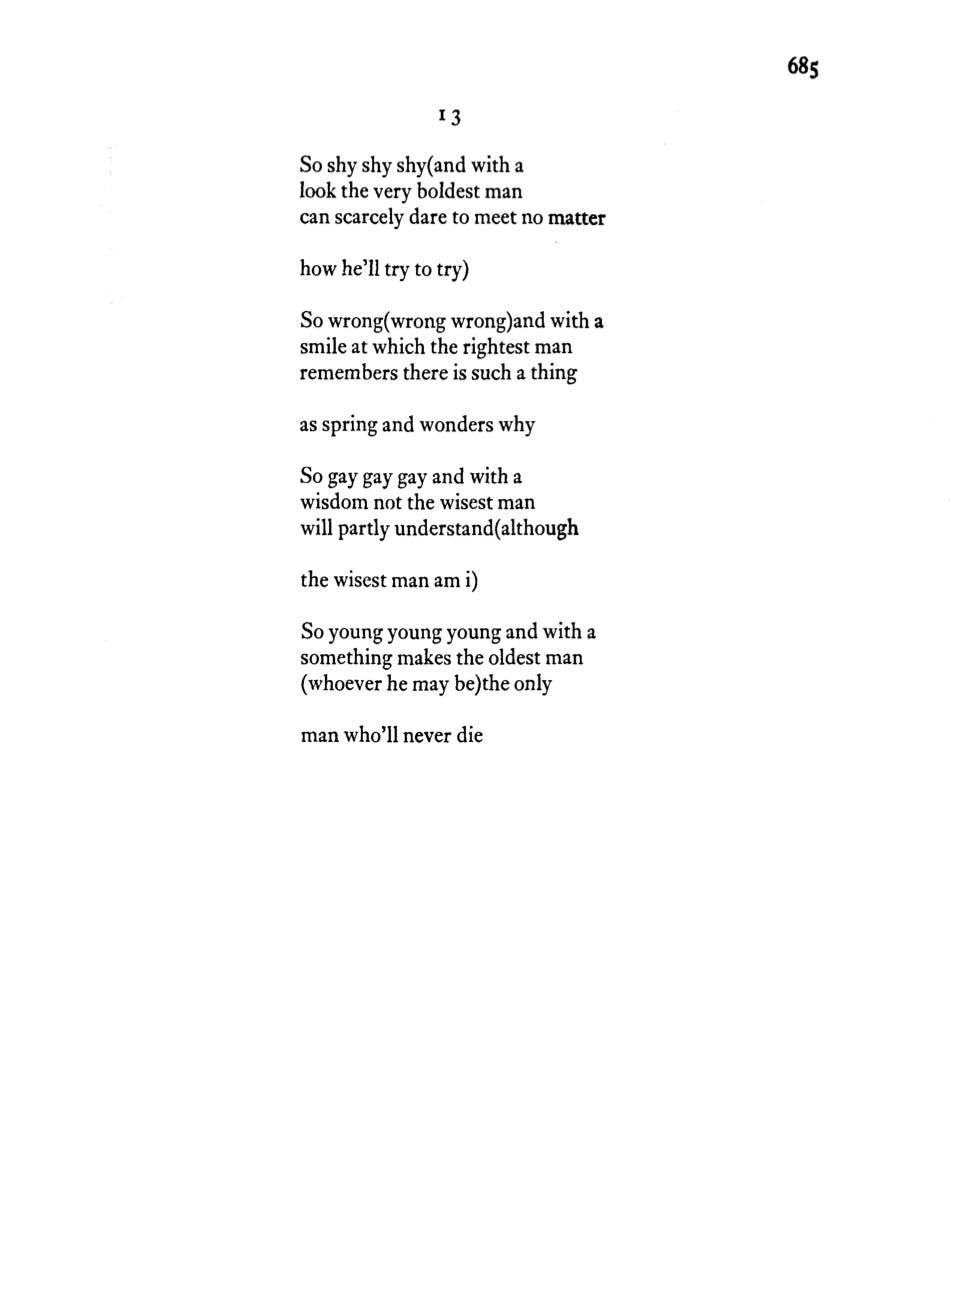 685
13
So shy shy shy(and with a
look the very boldest man
can scarcely dare to meet no matter
how he'll try to try)
So wrong(wrong wrong)and with a
smile at which the rightest man
remembers there is such a thing
as spring and wonders why
So gay gay gay and with a
wisdom not the wisest man
will partly understand(although
the wisest man am i)
So young young young and with a
something makes the oldest man
(whoever he may be)the only
man who'll never die